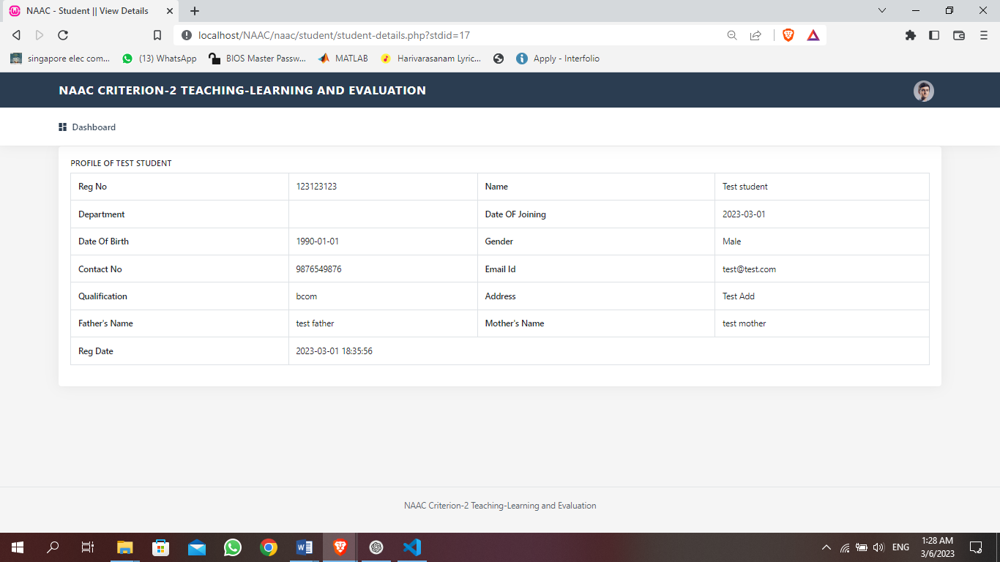 NAAC - Student || View Details
localhost/NAAC/naac/student/student-details.php?stdid=17
singapore elec com... (13) WhatsApp BIOS Master Passw... MATLAB Harivarasanam Lyric... Apply - Interfolio
NAAC CRITERION-2 TEACHING-LEARNING AND EVALUATION
Dashboard
PROFILE OF TEST STUDENT
Reg No 123123123 Name Test student
Department Date OF Joining 2023-03-01
Date Of Birth 1990-01-01 Gender Male
Contact No 9876549876 Email Id test@test.com
Qualification bcom Address Test Add
Father's Name test father Mother's Name test mother
Reg Date 2023-03-01 18:35:56
NAAC Criterion-2 Teaching-Learning and Evaluation
ENG 1:28 AM
3/6/2023